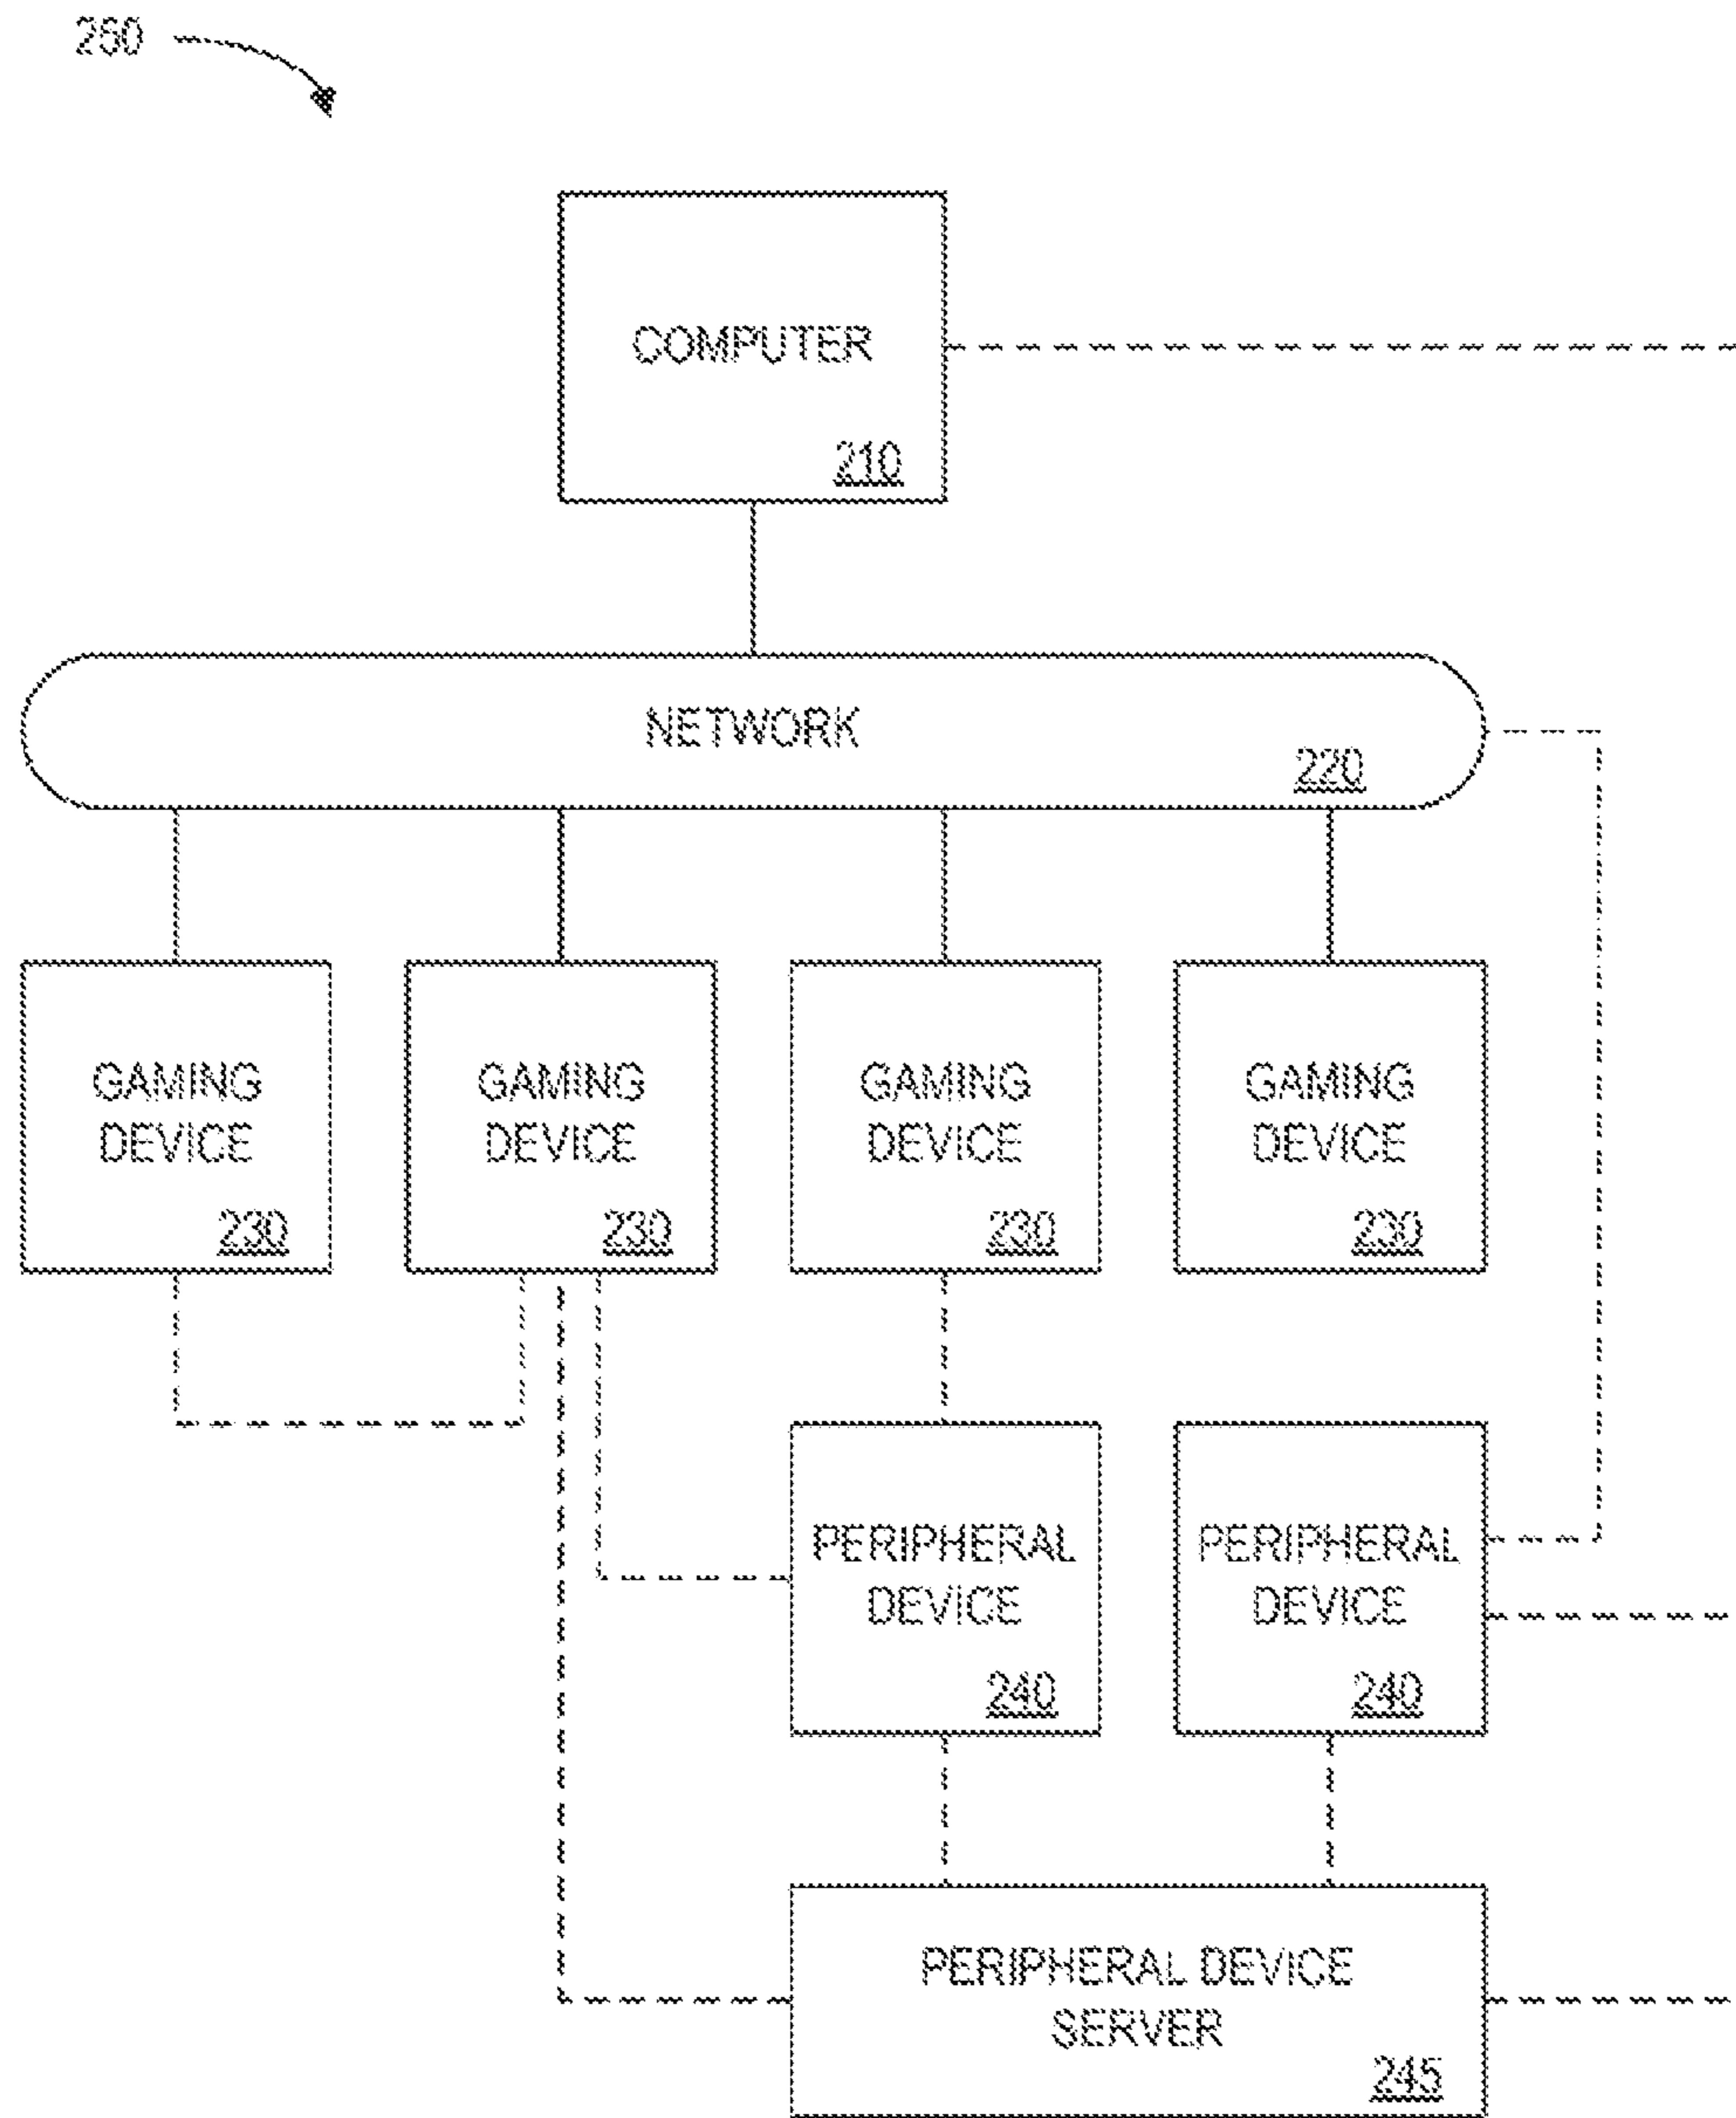 250
COMPUTER
210
NETWORK
220
GAMING
DEVICE
230
GAMING
DEVICE
230
GAMING
DEVICE
230
GAMING
DEVICE
230
PERIPHERAL
DEVICE
240
PERIPHERAL
DEVICE
240
PERIPHERAL DEVICE
SERVER
245